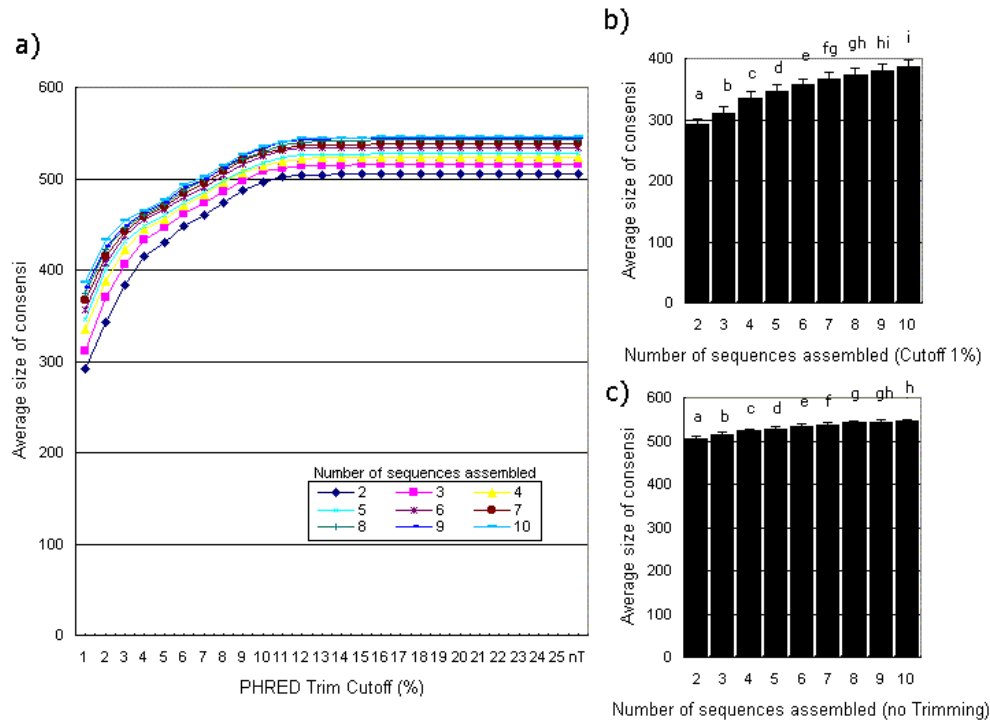 a)
600
500
400
300
200
100
0
Average size of consensi
1 2 3 4 5 6 7 8 9 10 11 12 13 14 15 16 17 18 19 20 21 22 23 24 25 nT
PHRED Trim Cutoff (%)
Number of sequences assembled
2 3 4
5 6 7
8 9 10
b)
400
300
200
100
0
Average size of consensi
a b c d e fg gh hi i
2 3 4 5 6 7 8 9 10
Number of sequences assembled (Cutoff 1%)
c)
600
500
400
300
200
100
0
Average size of consensi
a b c d e f g gh h
2 3 4 5 6 7 8 9 10
Number of sequences assembled (no Trimming)